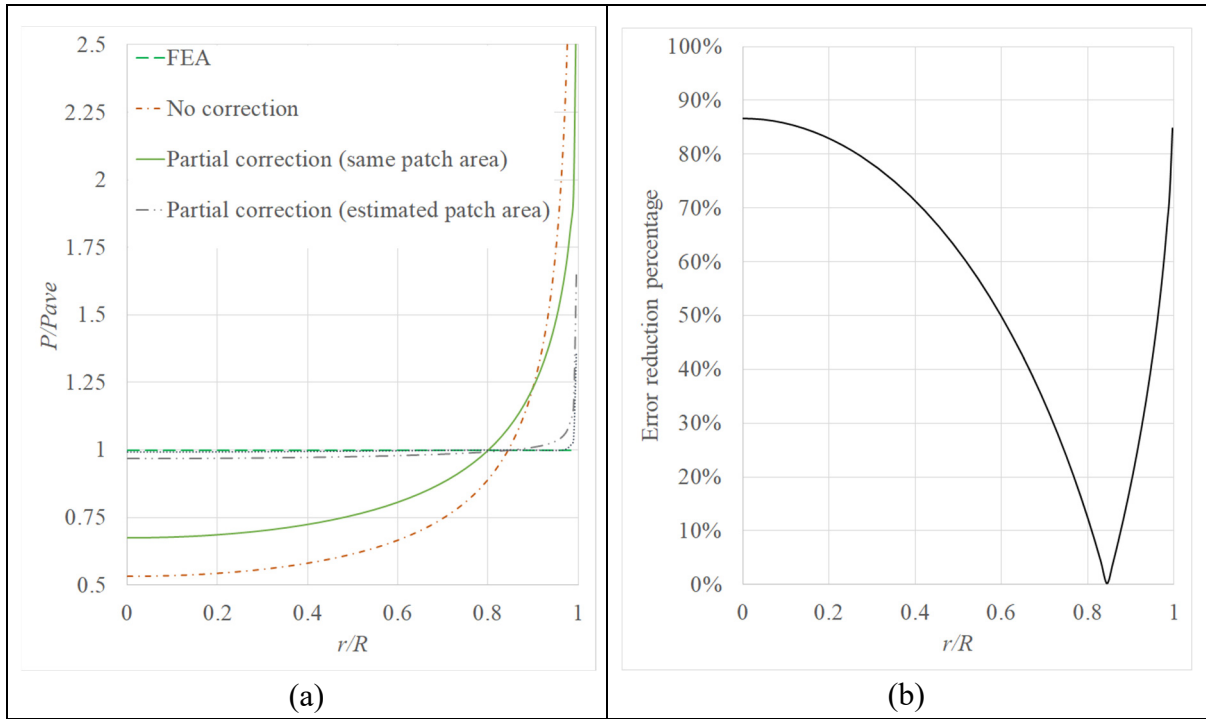 2.5
2.25
2
1.75
1.5
1.25
1
0.75
0.5
P/Pave
FEA
No correction
Partial correction (same patch area)
Partial correction (estimated patch area)
0 0.2 0.4 0.6 0.8 1
r/R
(a)
100%
90%
80%
70%
60%
50%
40%
30%
20%
10%
0%
Error reduction percentage
0 0.2 0.4 0.6 0.8 1
r/R
(b)